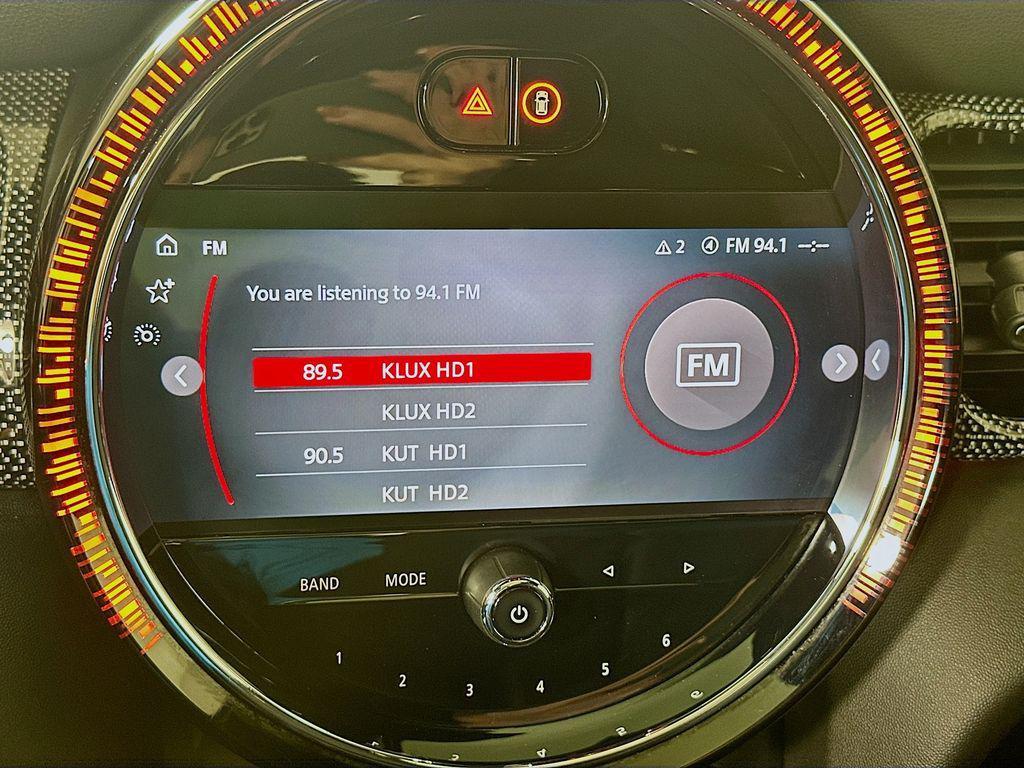 FM 2 FM 94.1
You are listening to 94.1 FM
89.5 KLUX HD1
KLUX HD2
90.5 KUT HD1
KUT HD2
FM
BAND MODE
1 2 3 4 5 6